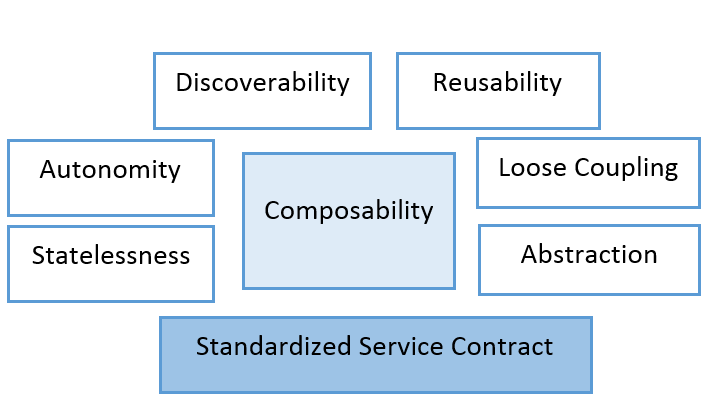 Discoverability
Reusability
Autonomity
Loose Coupling
Composability
Statelessness
Abstraction
Standardized Service Contract